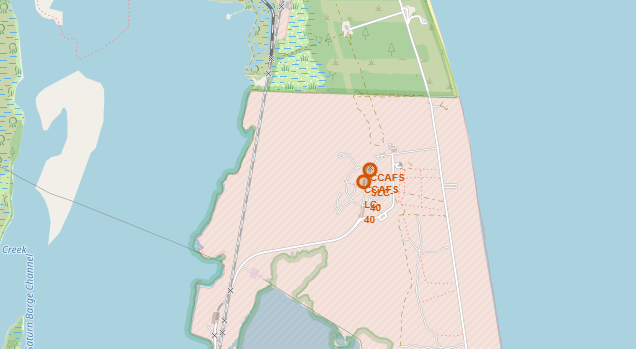 CCAFS
SLC
40
CCAFS
LC
40
Creek
Saturn Barge Channel